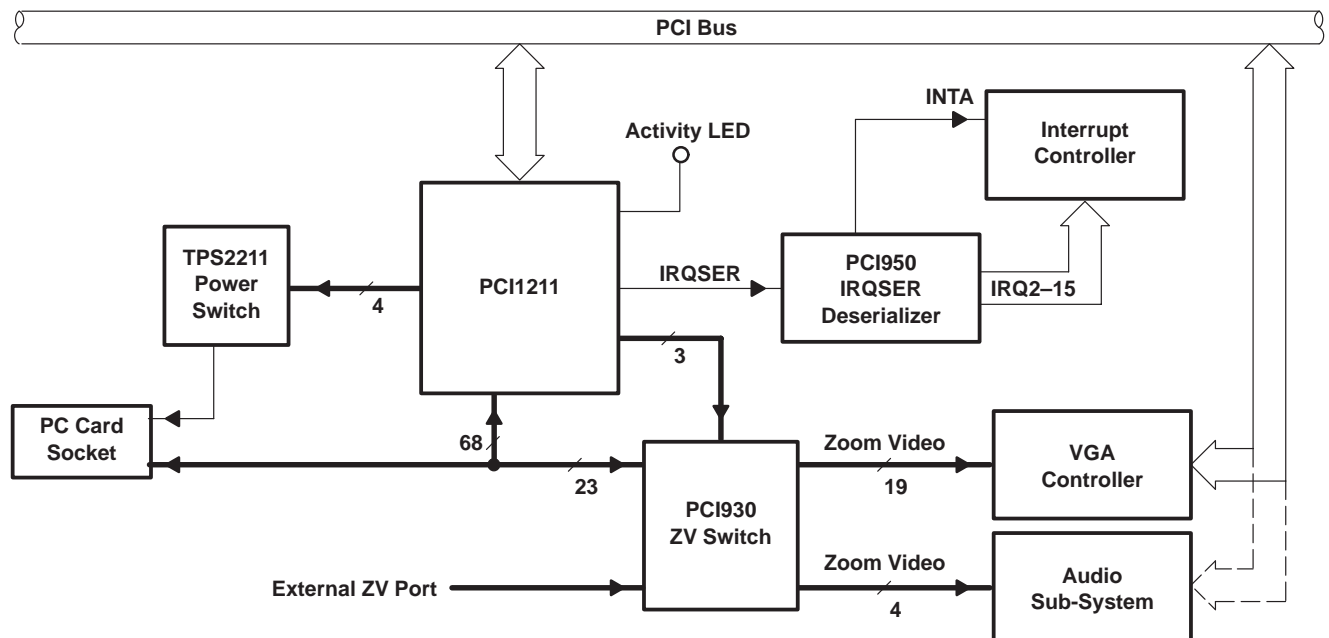 PCI Bus
Activity LED
INTA
Interrupt
Controller
TPS2211
Power
Switch
4
PCI1211
IRQSER
PCI950
IRQSER
Deserializer
IRQ2–15
3
PC Card
Socket
68
23
PCI930
ZV Switch
Zoom Video
19
VGA
Controller
External ZV Port
Zoom Video
4
Audio
Sub-System